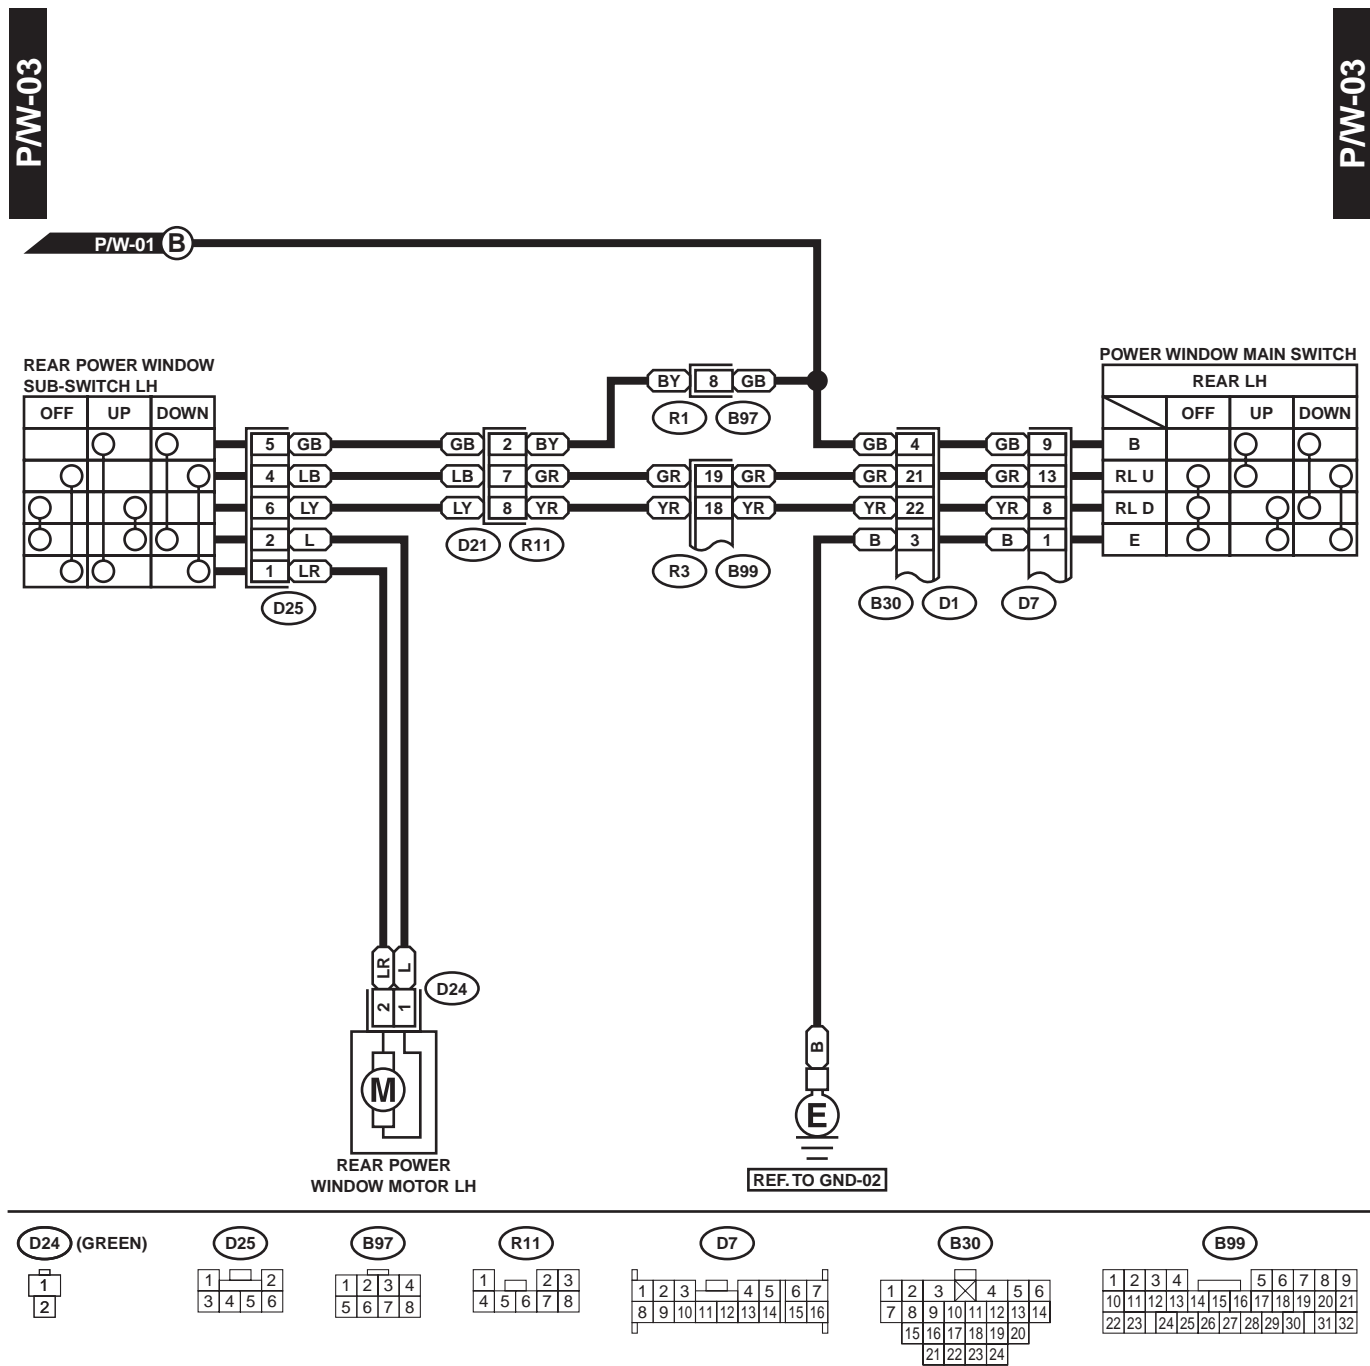 P/W-03
P/W-03
P/W-01 B
REAR POWER WINDOW
SUB-SWITCH LH
OFF UP DOWN
POWER WINDOW MAIN SWITCH
REAR LH
OFF UP DOWN
BY 8 GB
R1 B97
5 GB GB 2 BY GB 4 GB 9 B
4 LB LB 7 GR GR 19 GR GR 21 GR 13 RL U
6 LY LY 8 YR YR 18 YR YR 22 YR 8 RL D
2 L B 3 B 1 E
1 LR
D21 R11
R3 B99
D25
B30 D1 D7
LR L
2 1
D24
M
REAR POWER
WINDOW MOTOR LH
B
E
REF. TO GND-02
D24 (GREEN)
1
2
D25
1 2
3 4 5 6
B97
1 2 3 4
5 6 7 8
R11
1 2 3
4 5 6 7 8
D7
1 2 3 4 5 6 7
8 9 10 11 12 13 14 15 16
B30
1 2 3 4 5 6
7 8 9 10 11 12 13 14
15 16 17 18 19 20
21 22 23 24
B99
1 2 3 4 5 6 7 8 9
10 11 12 13 14 15 16 17 18 19 20 21
22 23 24 25 26 27 28 29 30 31 32